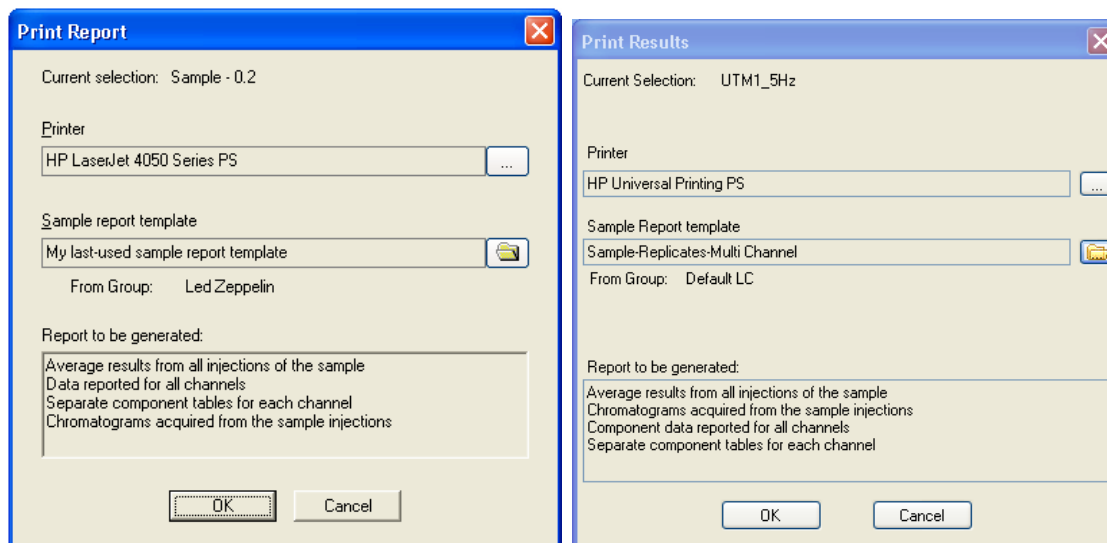 Print Report
Current selection: Sample - 0.2
Printer
HP LaserJet 4050 Series PS
...
Sample report template
My last-used sample report template
From Group: Led Zeppelin
Report to be generated:
Average results from all injections of the sample
Data reported for all channels
Separate component tables for each channel
Chromatograms acquired from the sample injections
OK
Cancel
Print Results
Current Selection: UTM1_5Hz
Printer
HP Universal Printing PS
...
Sample Report template
Sample-Replicates-Multi Channel
From Group: Default LC
Report to be generated:
Average results from all injections of the sample
Chromatograms acquired from the sample injections
Component data reported for all channels
Separate component tables for each channel
OK
Cancel